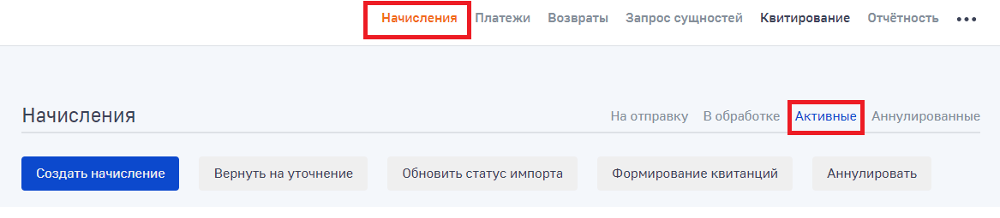 Начисления Платежи Возвраты Запрос сущностей Квитирование Отчётность •••
Начисления На отправку В обработке Активные Аннулированные
Создать начисление Вернуть на уточнение Обновить статус импорта Формирование квитанций Аннулировать